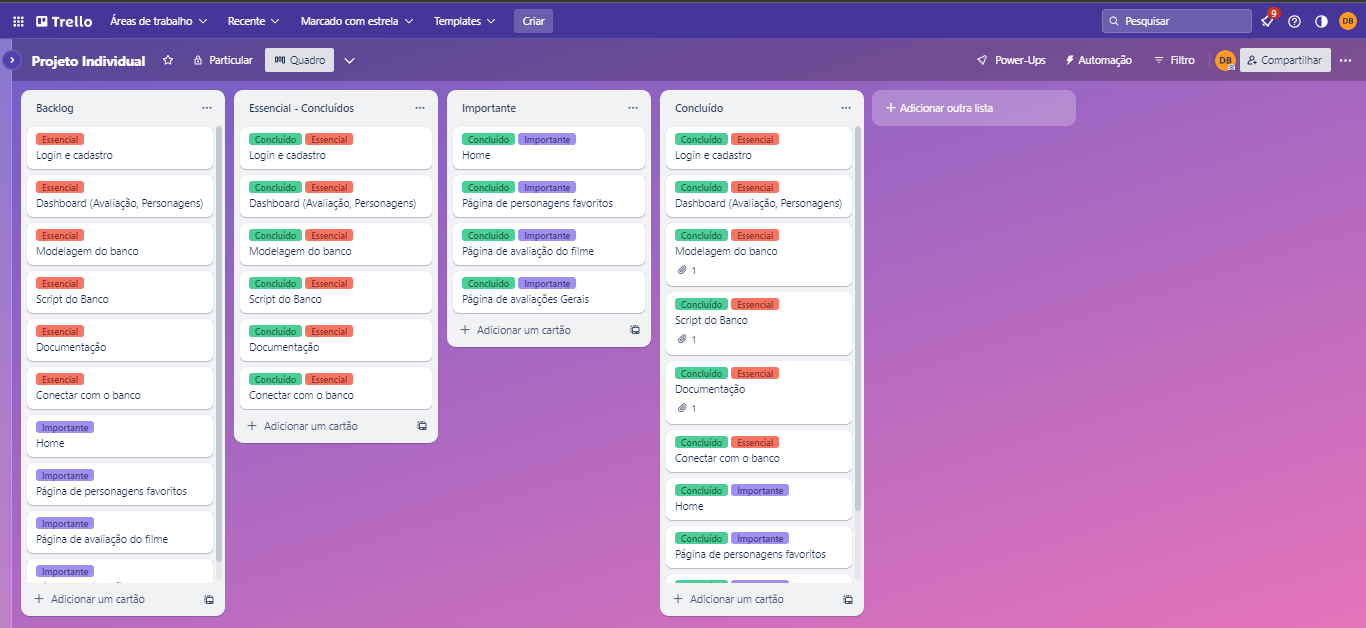 Trello Áreas de trabalho Recente Marcado com estrela Templates Criar Pesquisar 9 DB
Projeto Individual Particular Quadro Power-Ups Automação Filtro DB Compartilhar
Backlog
Essencial
Login e cadastro
Essencial
Dashboard (Avaliação, Personagens)
Essencial
Modelagem do banco
Essencial
Script do Banco
Essencial
Documentação
Essencial
Conectar com o banco
Importante
Home
Importante
Página de personagens favoritos
Importante
Página de avaliação do filme
Importante
Adicionar um cartão
Essencial - Concluídos
Concluído Essencial
Login e cadastro
Concluído Essencial
Dashboard (Avaliação, Personagens)
Concluído Essencial
Modelagem do banco
Concluído Essencial
Script do Banco
Concluído Essencial
Documentação
Concluído Essencial
Conectar com o banco
Adicionar um cartão
Importante
Concluído Importante
Home
Concluído Importante
Página de personagens favoritos
Concluído Importante
Página de avaliação do filme
Concluído Importante
Página de avaliações Gerais
Adicionar um cartão
Concluído
Concluído Essencial
Login e cadastro
Concluído Essencial
Dashboard (Avaliação, Personagens)
Concluído Essencial
Modelagem do banco
1
Concluído Essencial
Script do Banco
1
Concluído Essencial
Documentação
1
Concluído Essencial
Conectar com o banco
Concluído Importante
Home
Concluído Importante
Página de personagens favoritos
Adicionar um cartão
Adicionar outra lista